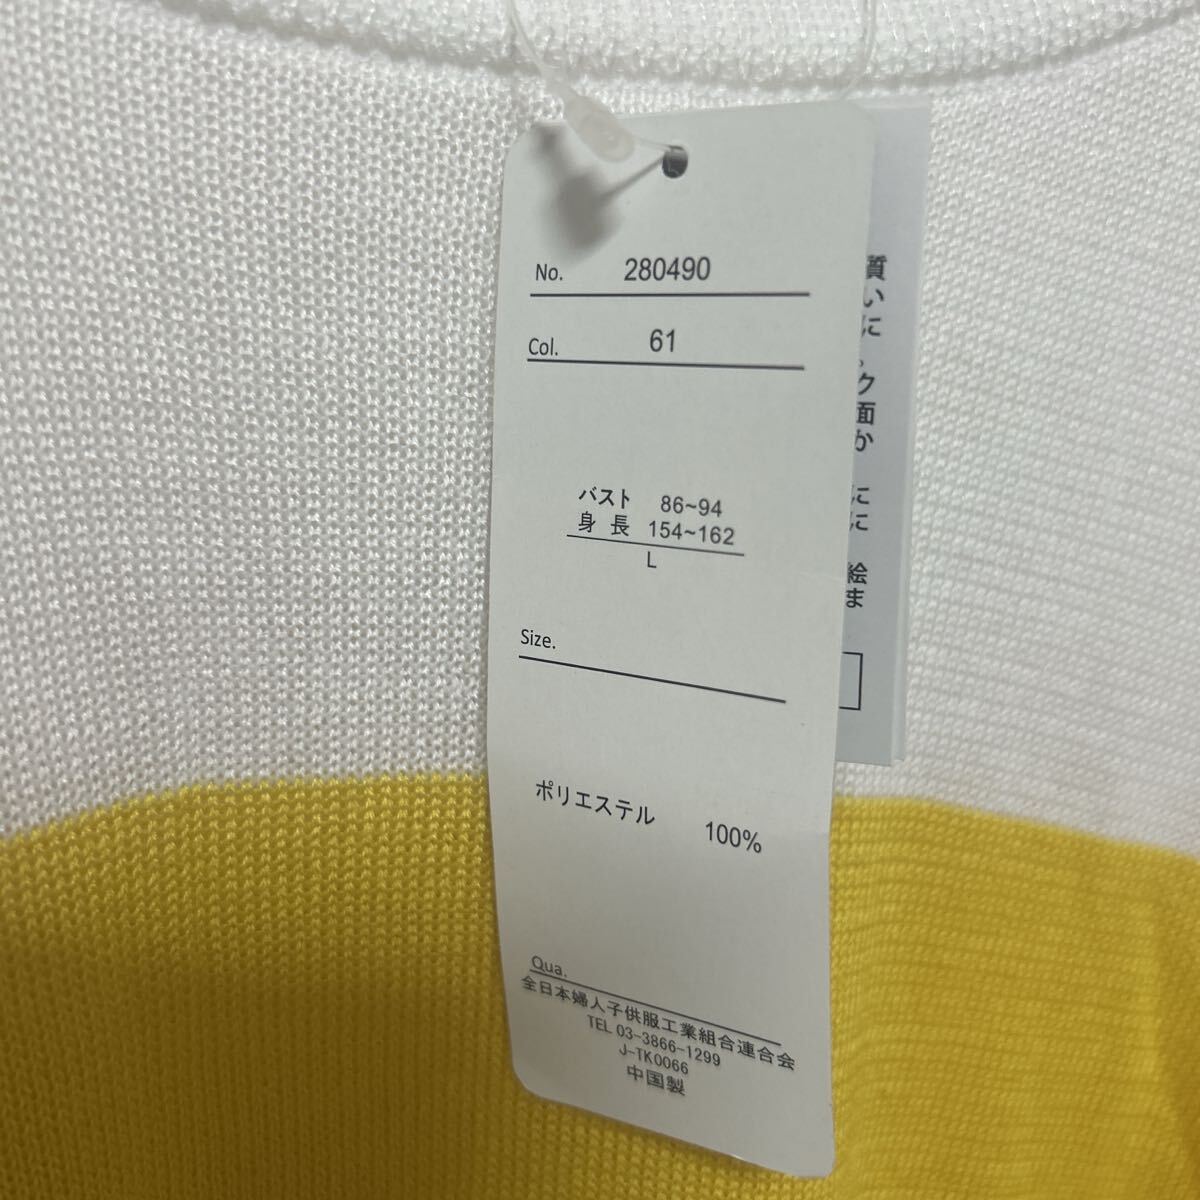 No. 280490
Col. 61
バスト 86~94
身長 154~162
L
Size.
ポリエステル 100%
Qua.
全日本婦人子供服工業組合連合会
TEL 03-3866-1299
J-TK0066
中国製
質
いに
。
ク
面
か
に
に
絵
ま